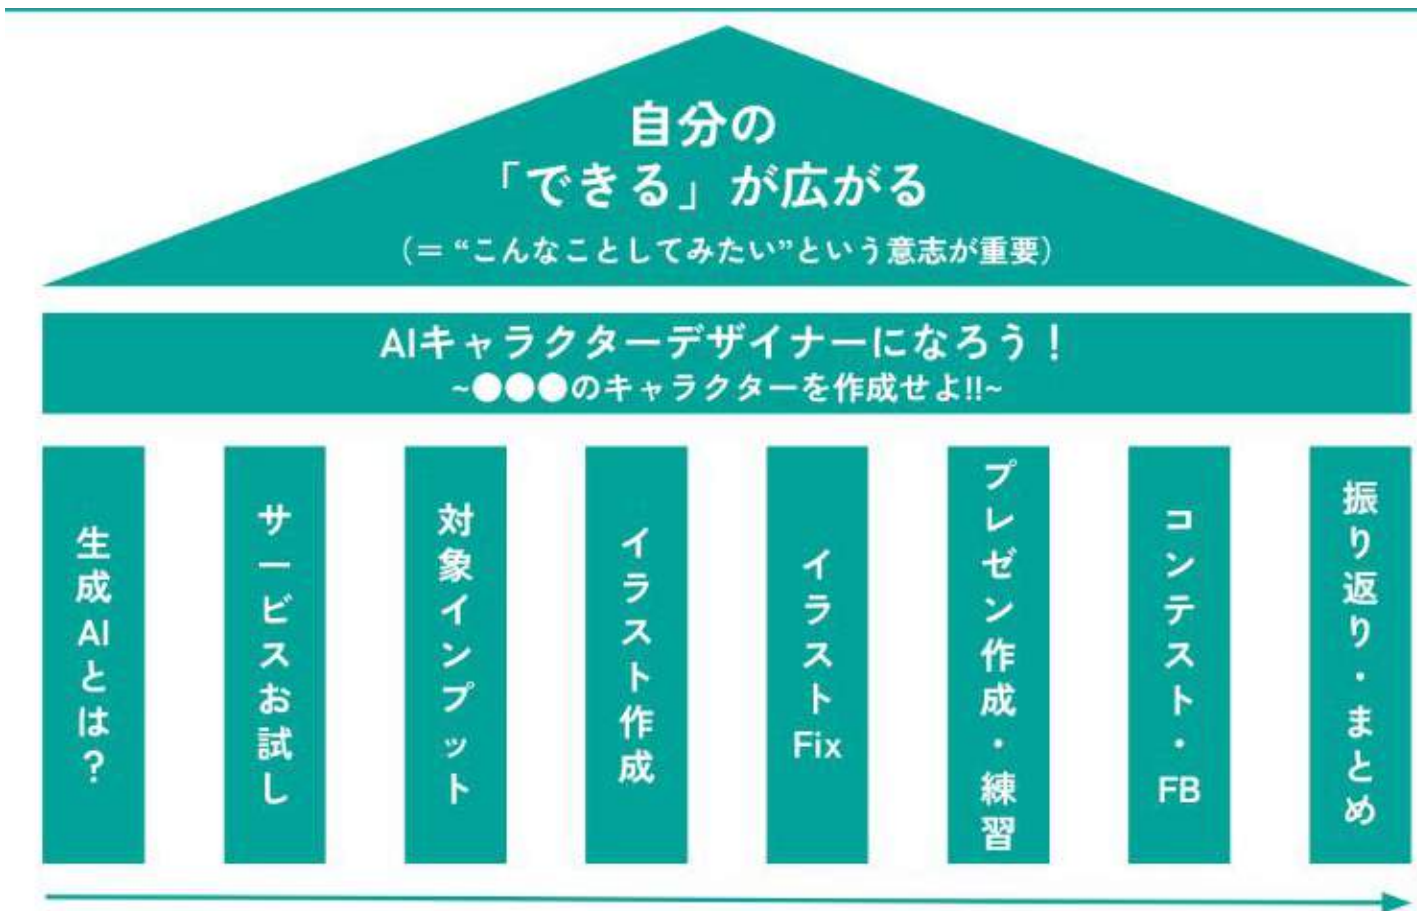 自分の
「できる」が広がる
（＝ “こんなことしてみたい”という意志が重要）
AIキャラクターデザイナーになろう！
~●●●のキャラクターを作成せよ!!~
生成AIとは？
サービスお試し
対象インプット
イラスト作成
イラストFix
プレゼン作成・練習
コンテスト・FB
振り返り・まとめ